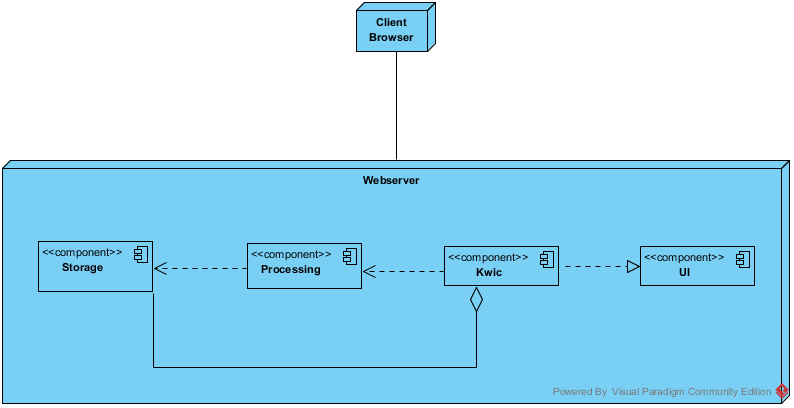 Client
Browser
Webserver
<<component>>
Storage
<<component>>
Processing
<<component>>
Kwic
<<component>>
UI
Powered By Visual Paradigm Community Edition